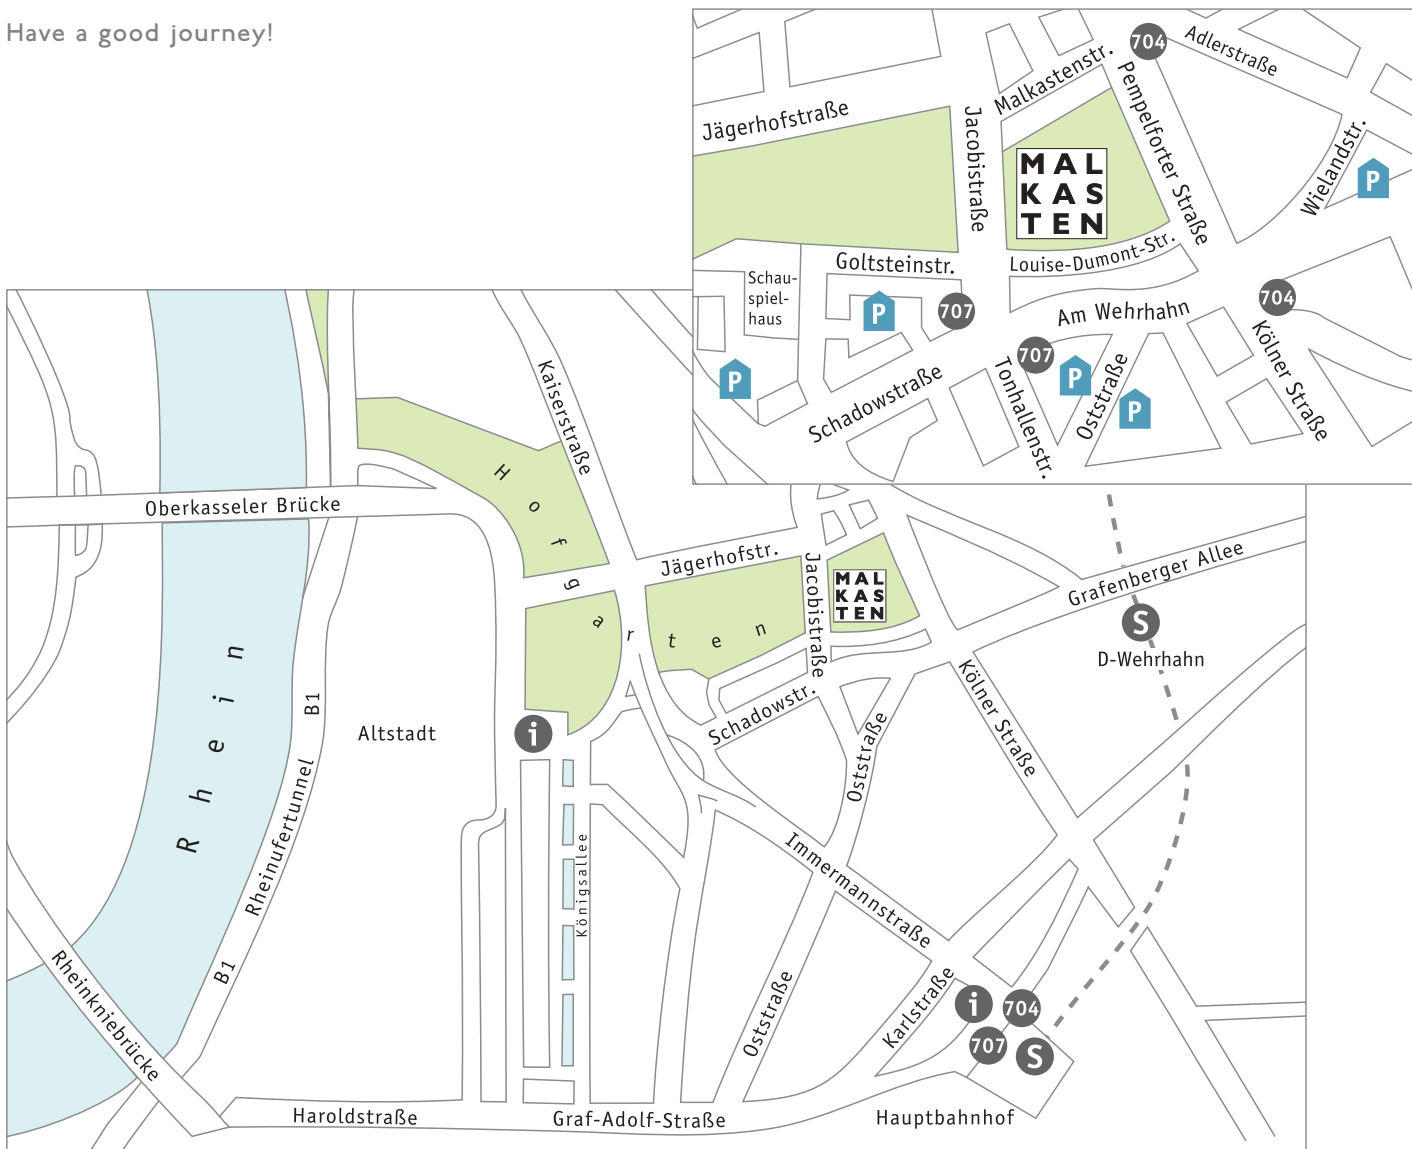 Have a good journey!
704
Adlerstraße
Malkastenstr.
Pempelforter Straße
Jägerhofstraße
Jacobistraße
MAL
KAS
TEN
Wielandstr.
P
Goltsteinstr.
Louise-Dumont-Str.
Schau-
spiel-
haus
P
707
Am Wehrhahn
704
Kölner Straße
707
P
P
Tonhallenstr.
Oststraße
P
Schadowstraße
Kaiserstraße
Oberkasseler Brücke
Hofgarten
Jägerhofstr.
Jacobistraße
MAL
KAS
TEN
Grafenberger Allee
S
D-Wehrhahn
Rhein
B1
Altstadt
i
Schadowstr.
Oststraße
Kölner Straße
Rheinufertunnel
Königsallee
Immermannstraße
B1
Rheinkniebrücke
Oststraße
Karlstraße
i
704
707
S
Haroldstraße
Graf-Adolf-Straße
Hauptbahnhof